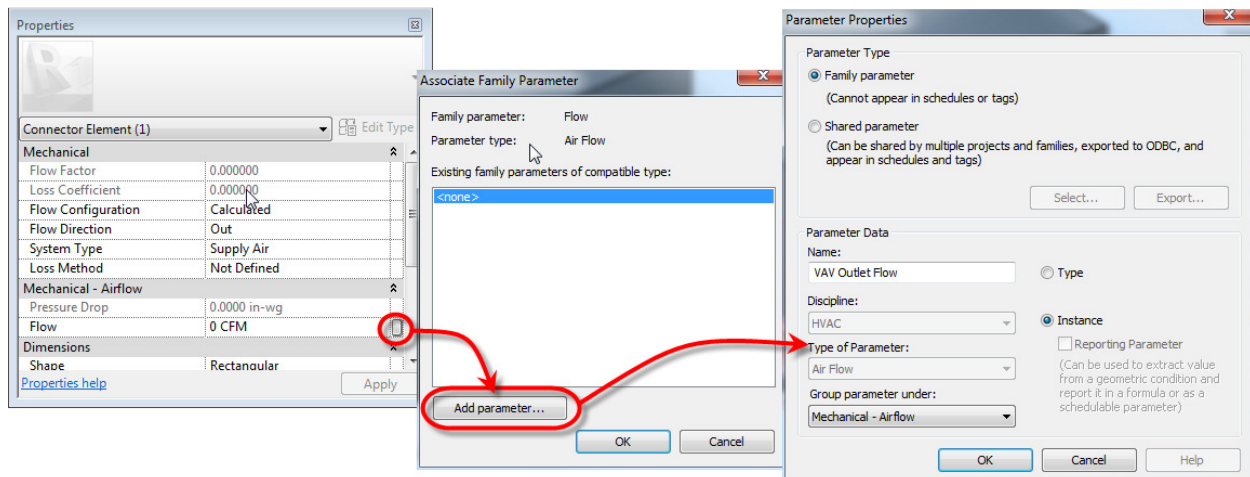 Properties
Connector Element (1)
Edit Type
Mechanical
Flow Factor 0.000000
Loss Coefficient 0.000000
Flow Configuration Calculated
Flow Direction Out
System Type Supply Air
Loss Method Not Defined
Mechanical - Airflow
Pressure Drop 0.0000 in-wg
Flow 0 CFM
Dimensions
Shape Rectangular
Properties help
Apply
Associate Family Parameter
Family parameter: Flow
Parameter type: Air Flow
Existing family parameters of compatible type:
<none>
Add parameter...
OK
Cancel
Parameter Properties
Parameter Type
Family parameter
(Cannot appear in schedules or tags)
Shared parameter
(Can be shared by multiple projects and families, exported to ODBC, and
appear in schedules and tags)
Select...
Export...
Parameter Data
Name:
VAV Outlet Flow
Type
Discipline:
HVAC
Instance
Type of Parameter:
Reporting Parameter
Air Flow
(Can be used to extract value
from a geometric condition and
report it in a formula or as a
schedulable parameter)
Group parameter under:
Mechanical - Airflow
OK
Cancel
Help